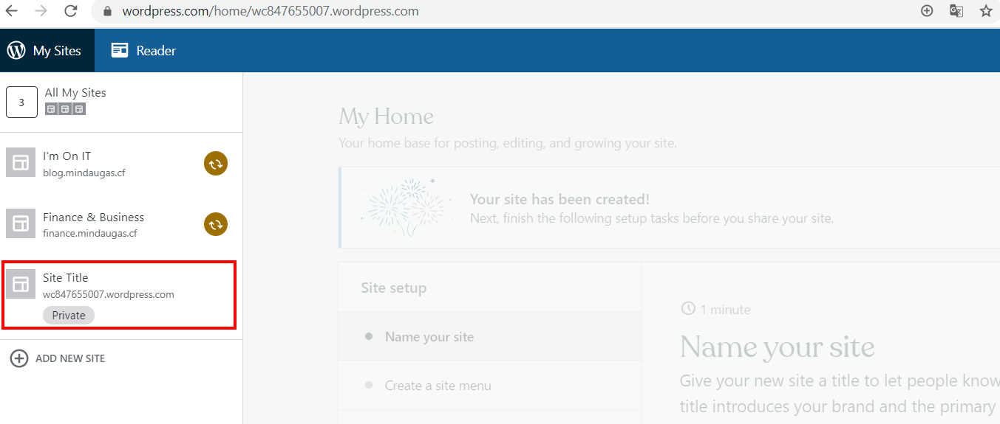 wordpress.com/home/wc847655007.wordpress.com
My Sites
Reader
3
All My Sites
I'm On IT
blog.mindaugas.cf
Finance & Business
finance.mindaugas.cf
Site Title
wc847655007.wordpress.com
Private
ADD NEW SITE
My Home
Your home base for posting, editing, and growing your site.
Your site has been created!
Next, finish the following setup tasks before you share your site.
Site setup
Name your site
Create a site menu
1 minute
Name your site
Give your new site a title to let people know
title introduces your brand and the primary